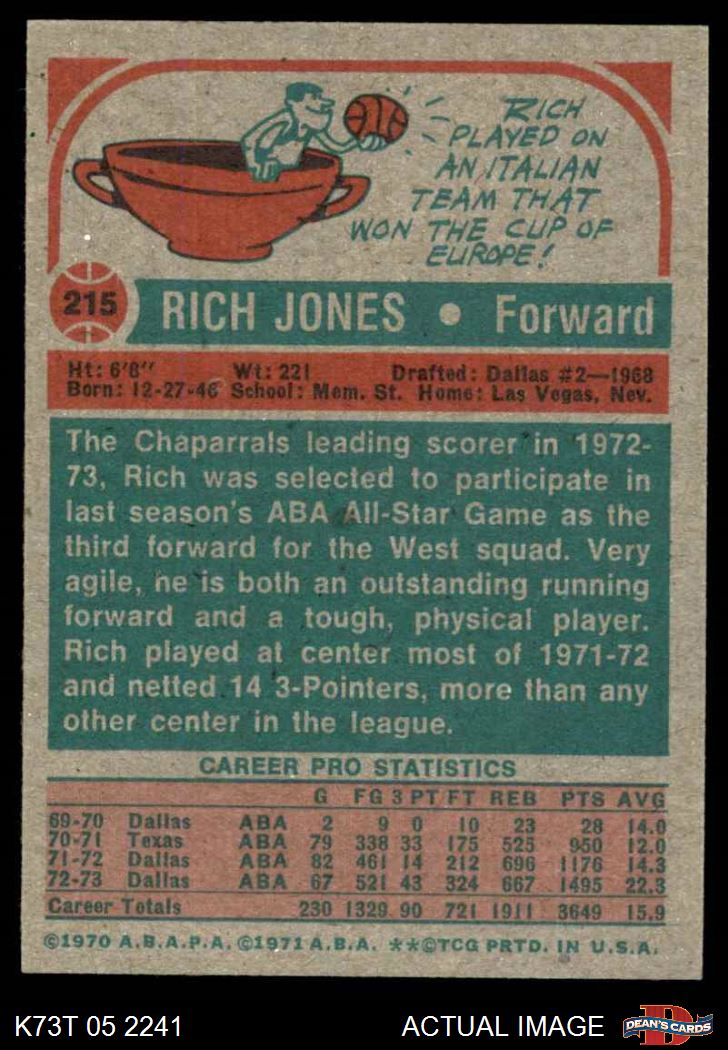 RICH
PLAYED ON
AN ITALIAN
TEAM THAT
WON THE CUP OF
EUROPE!
215 RICH JONES • Forward
Ht: 6'8" Wt: 221 Drafted: Dallas #2—1968
Born: 12-27-46 School: Mem. St. Home: Las Vegas, Nev.
The Chaparrals leading scorer in 1972-
73, Rich was selected to participate in
last season's ABA All-Star Game as the
third forward for the West squad. Very
agile, he is both an outstanding running
forward and a tough, physical player.
Rich played at center most of 1971-72
and netted 14 3-Pointers, more than any
other center in the league.
CAREER PRO STATISTICS
G FG 3 PT FT REB PTS AVG
69-70 Dallas ABA 2 9 0 10 23 28 14.0
70-71 Texas ABA 79 338 33 175 525 950 12.0
71-72 Dallas ABA 82 461 14 212 696 1176 14.3
72-73 Dallas ABA 67 521 43 324 667 1495 22.3
Career Totals 230 1329 90 721 1911 3649 15.9
©1970 A.B.A.P.A. ©1971 A.B.A. **©TCG PRTD. IN U.S.A.
K73T 05 2241 ACTUAL IMAGE DEAN'S CARDS